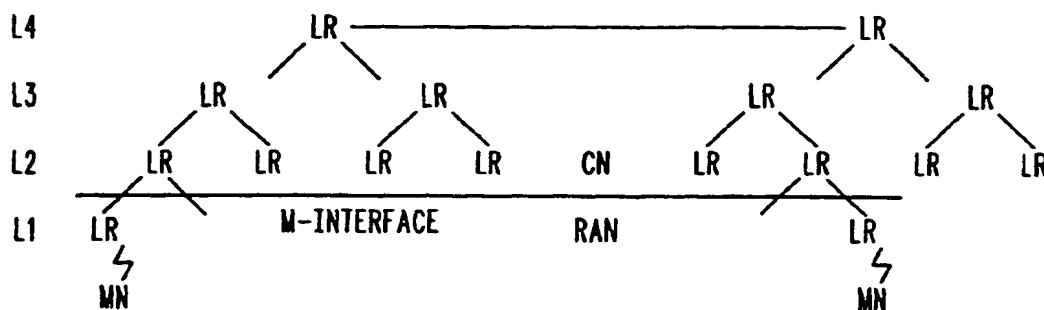 L4 LR LR
L3 LR LR LR LR
L2 LR LR LR LR CN LR LR LR LR
L1 LR M-INTERFACE RAN LR
MN MN